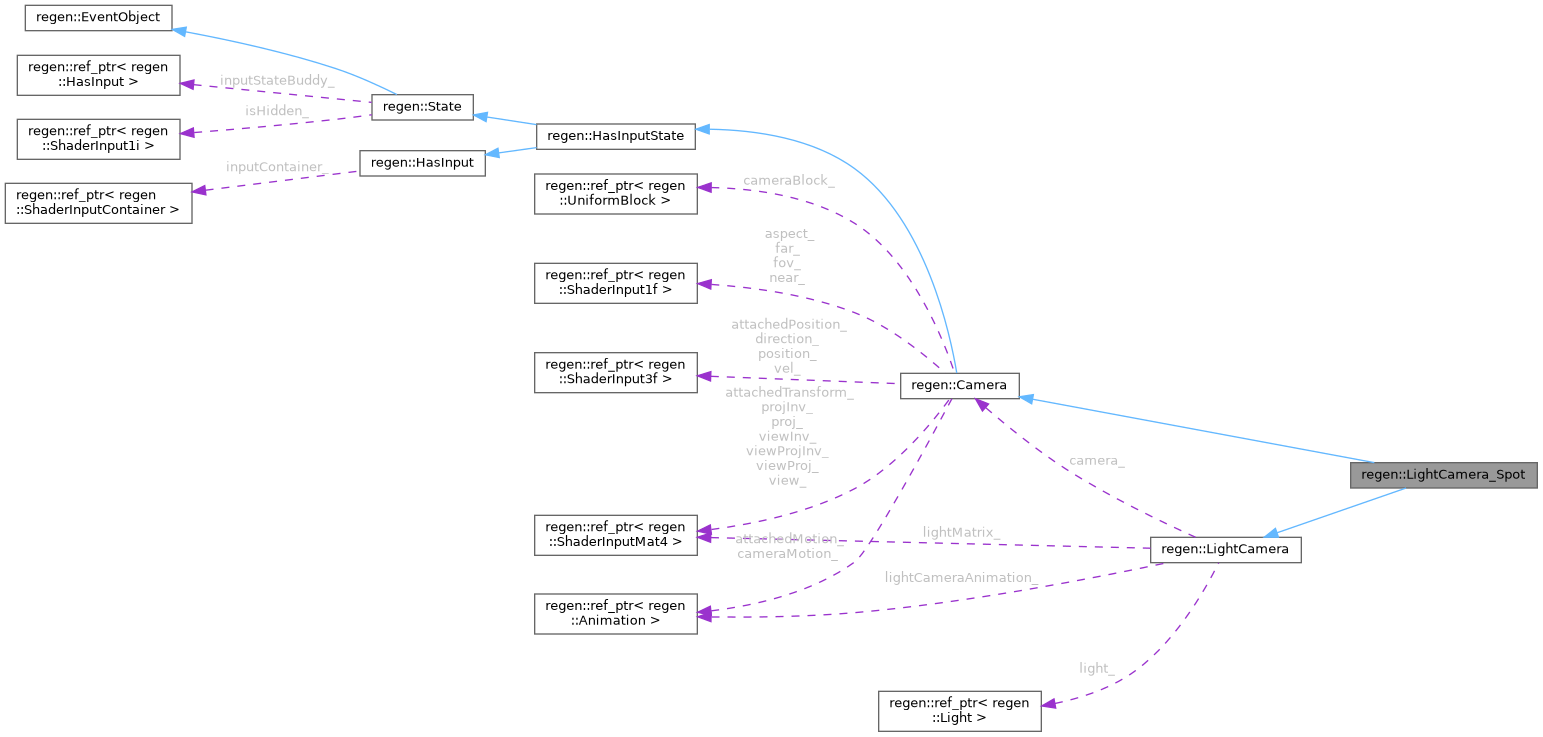 regen::EventObject
regen::ref_ptr< regen
::HasInput >
inputStateBuddy_
regen::State
isHidden_
regen::ref_ptr< regen
::ShaderInput1i >
regen::HasInputState
regen::HasInput
inputContainer_
regen::ref_ptr< regen
::ShaderInputContainer >
regen::ref_ptr< regen
::UniformBlock >
cameraBlock_
aspect_
far_
fov_
near_
regen::ref_ptr< regen
::ShaderInput1f >
attachedPosition_
direction_
position_
vel_
regen::ref_ptr< regen
::ShaderInput3f >
regen::Camera
attachedTransform_
projInv_
proj_
viewInv_
viewProjInv_
viewProj_
view_
camera_
regen::LightCamera_Spot
regen::ref_ptr< regen
::ShaderInputMat4 >
attachedMotion_
cameraMotion_
lightMatrix_
regen::LightCamera
lightCameraAnimation_
regen::ref_ptr< regen
::Animation >
light_
regen::ref_ptr< regen
::Light >